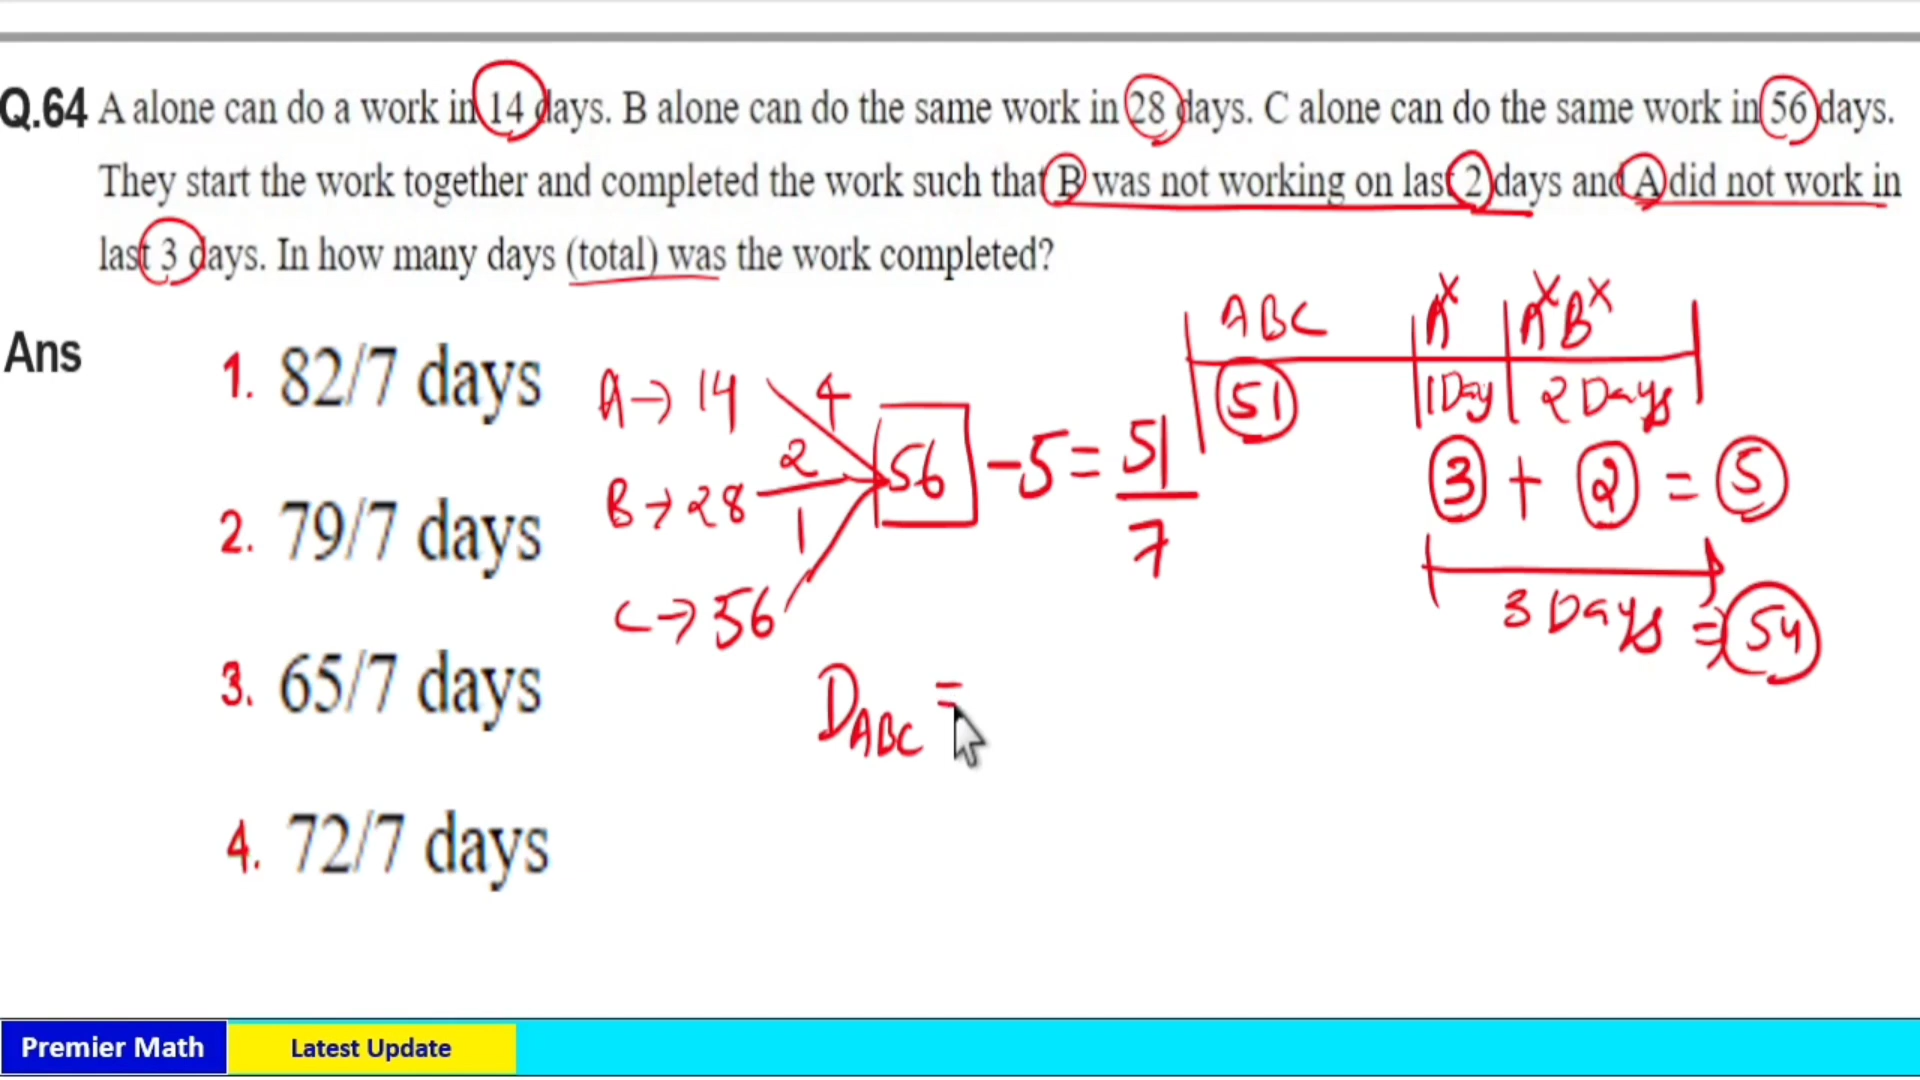 Q.64 A alone can do a work in 14 days. B alone can do the same work in 28 days. C alone can do the same work in 56 days.
They start the work together and completed the work such that B was not working on last 2 days and A did not work in
last 3 days. In how many days (total) was the work completed?
Ans
1. 82/7 days
2. 79/7 days
3. 65/7 days
4. 72/7 days
A → 14 4
B → 28 2
C → 56 1
56 - 5 = 51/7
ABC A× A×B×
51 1 Day 2 Days
3 + 2 = 5
3 Days ⇒ 54
D ABC =
Premier Math
Latest Update